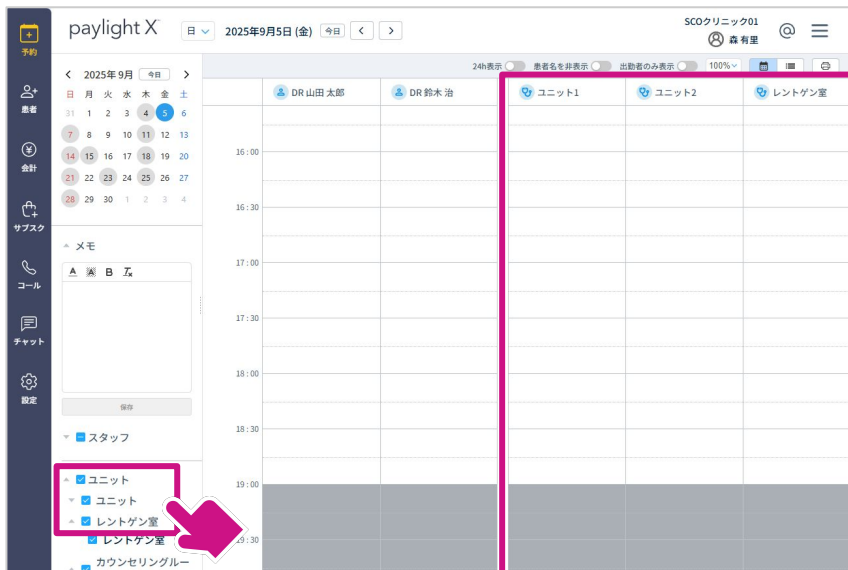 paylight X
日
2025年9月5日 (金)
今日
SCOクリニック01
森 有里
予約
患者
会計
サブスク
コール
チャット
設定
2025年 9月
今日
日 月 火 水 木 金 土
31 1 2 3 4 5 6
7 8 9 10 11 12 13
14 15 16 17 18 19 20
21 22 23 24 25 26 27
28 29 30 1 2 3 4
メモ
A A B Tx
保存
スタッフ
ユニット
ユニット
レントゲン室
レントゲン室
カウンセリングルー
24h表示
患者名を非表示
出勤者のみ表示
100%
DR 山田 太郎
DR 鈴木 治
ユニット1
ユニット2
レントゲン室
16:00
16:30
17:00
17:30
18:00
18:30
19:00
19:30